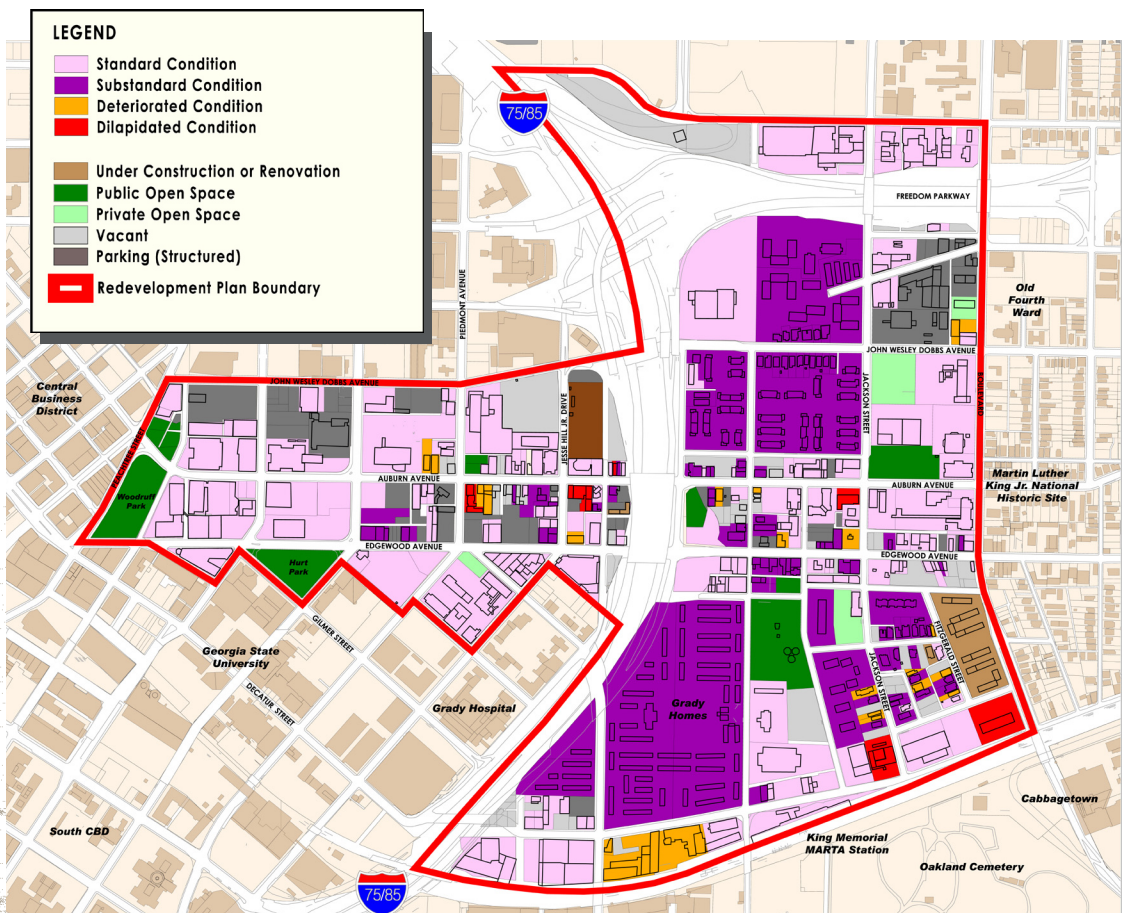 LEGEND
Standard Condition
Substandard Condition
Deteriorated Condition
Dilapidated Condition
Under Construction or Renovation
Public Open Space
Private Open Space
Vacant
Parking (Structured)
Redevelopment Plan Boundary
75/85
FREEDOM PARKWAY
PIEDMONT AVENUE
Old
Fourth
Ward
JOHN WESLEY DOBBS AVENUE
JOHN WESLEY DOBBS AVENUE
Central
Business
District
JESSE HILL JR. DRIVE
JACKSON STREET
BOULEVARD
PEACHTREE STREET
AUBURN AVENUE
AUBURN AVENUE
Martin Luther
King Jr. National
Historic Site
Woodruff
Park
EDGEWOOD AVENUE
EDGEWOOD AVENUE
Hurt
Park
GILMER STREET
Georgia State
University
DECATUR STREET
Grady Hospital
Grady
Homes
JACKSON STREET
FITZGERALD STREET
South CBD
Cabbagetown
King Memorial
MARTA Station
Oakland Cemetery
75/85